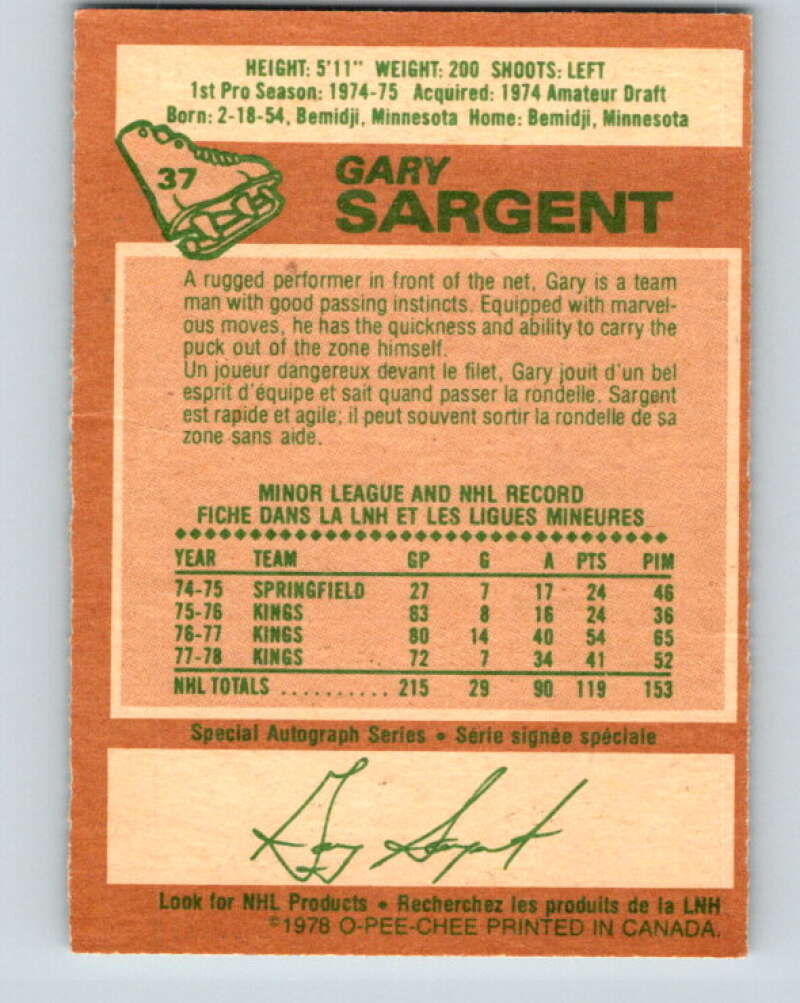 HEIGHT: 5'11" WEIGHT: 200 SHOOTS: LEFT
1st Pro Season: 1974-75 Acquired: 1974 Amateur Draft
Born: 2-18-54, Bemidji, Minnesota Home: Bemidji, Minnesota
37
GARY
SARGENT
A rugged performer in front of the net, Gary is a team
man with good passing instincts. Equipped with marvel-
ous moves, he has the quickness and ability to carry the
puck out of the zone himself.
Un joueur dangereux devant le filet, Gary jouit d'un bel
esprit d'équipe et sait quand passer la rondelle. Sargent
est rapide et agile; il peut souvent sortir la rondelle de sa
zone sans aide.
MINOR LEAGUE AND NHL RECORD
FICHE DANS LA LNH ET LES LIGUES MINEURES
YEAR TEAM GP G A PTS PIM
74-75 SPRINGFIELD 27 7 17 24 46
75-76 KINGS 63 8 16 24 36
76-77 KINGS 80 14 40 54 65
77-78 KINGS 72 7 34 41 52
NHL TOTALS .......... 215 29 90 119 153
Special Autograph Series • Série signée spéciale
Gary Sargent
Look for NHL Products • Recherchez les produits de la LNH
©1978 O-PEE-CHEE PRINTED IN CANADA.